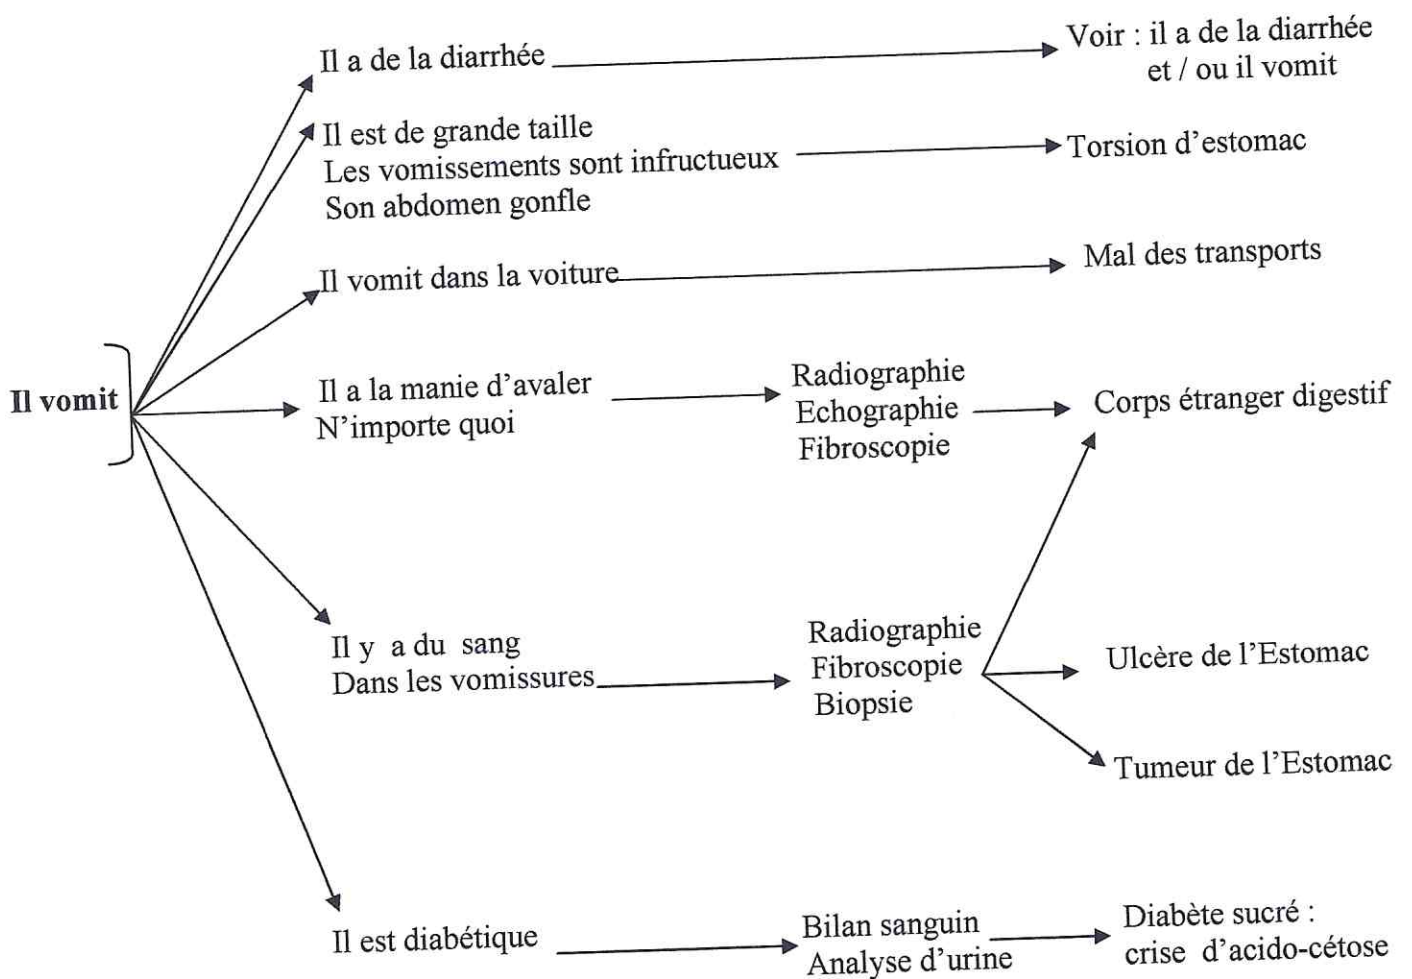 Il a de la diarrhée
Voir : il a de la diarrhée
et / ou il vomit
Il est de grande taille
Les vomissements sont infructueux
Son abdomen gonfle
Torsion d’estomac
Il vomit dans la voiture
Mal des transports
Il vomit
Il a la manie d’avaler
N’importe quoi
Radiographie
Echographie
Fibroscopie
Corps étranger digestif
Il y a du sang
Dans les vomissures
Radiographie
Fibroscopie
Biopsie
Ulcère de l’Estomac
Tumeur de l’Estomac
Il est diabétique
Bilan sanguin
Analyse d’urine
Diabète sucré :
crise d’acido-cétose